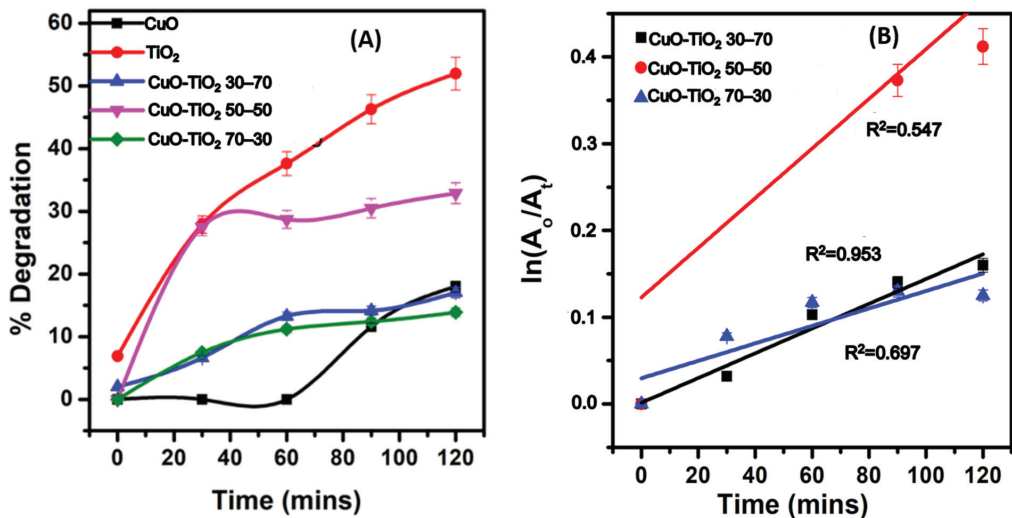 (A)
CuO
TiO₂
CuO-TiO₂ 30–70
CuO-TiO₂ 50–50
CuO-TiO₂ 70–30
% Degradation
60
50
40
30
20
10
0
0 20 40 60 80 100 120
Time (mins)
(B)
CuO-TiO₂ 30–70
CuO-TiO₂ 50–50
CuO-TiO₂ 70–30
R²=0.547
R²=0.953
R²=0.697
ln(Aₒ/Aₜ)
0.4
0.3
0.2
0.1
0.0
0 20 40 60 80 100 120
Time (mins)